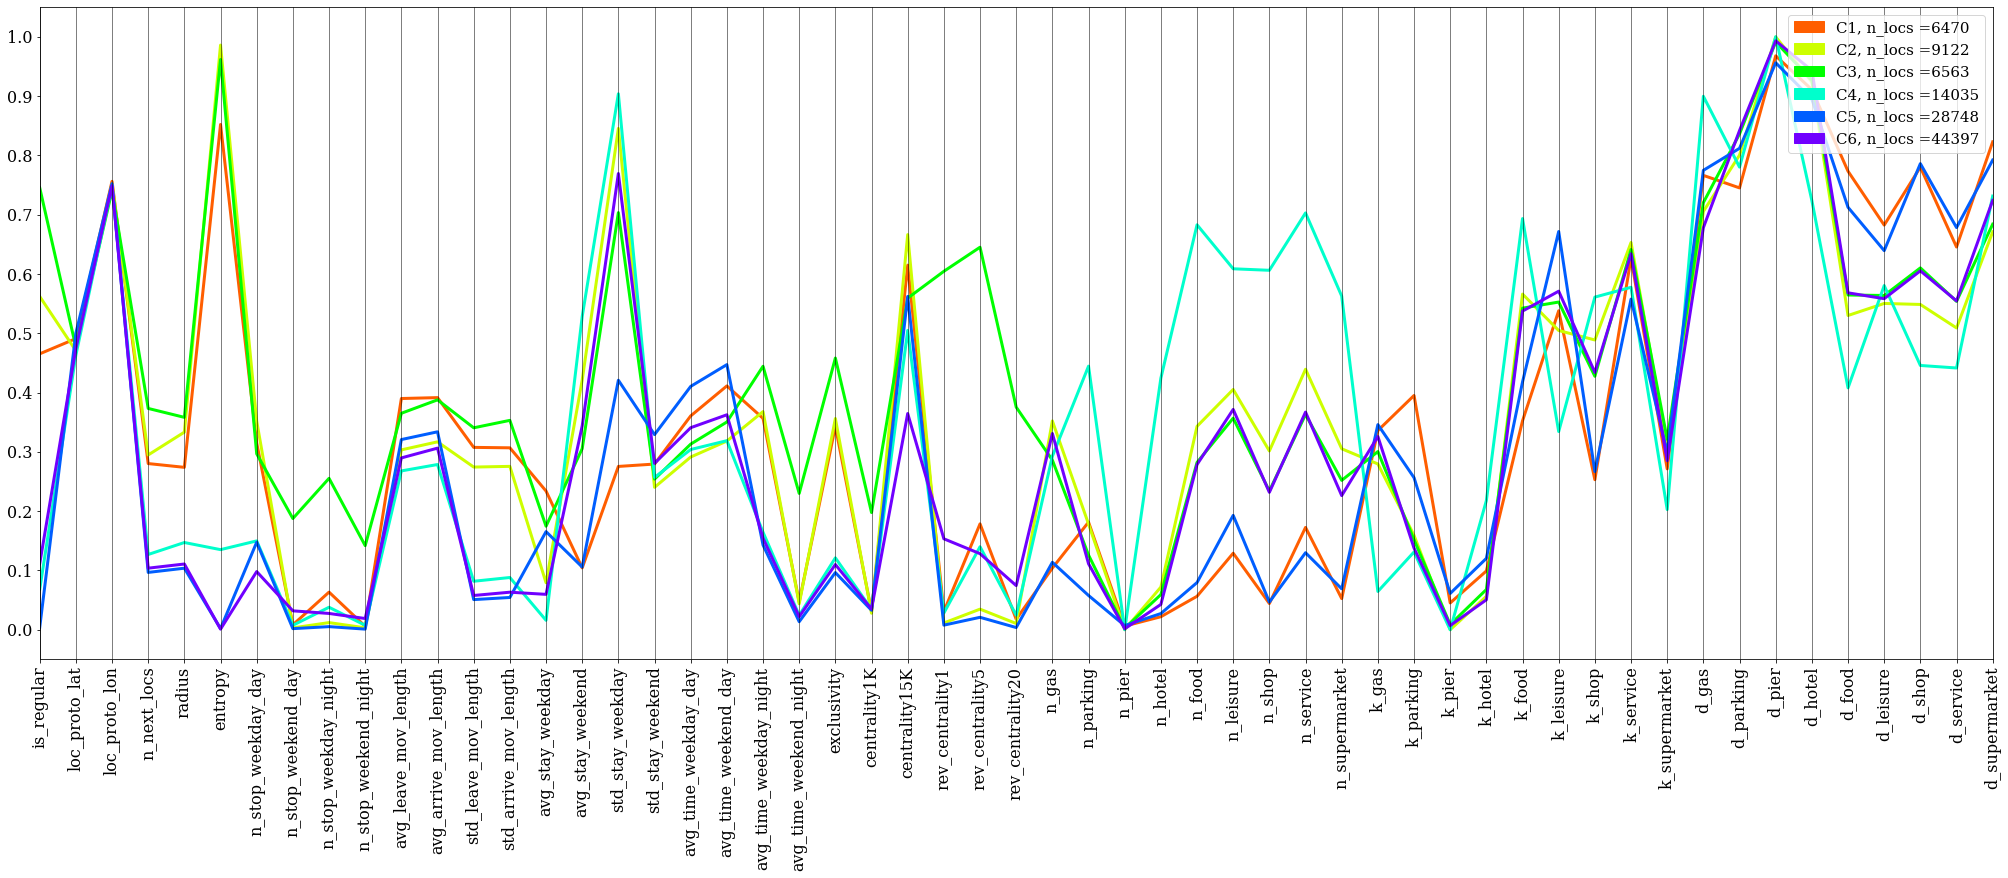 1.0
0.9
0.8
0.7
0.6
0.5
0.4
0.3
0.2
0.1
0.0
C1, n_locs =6470
C2, n_locs =9122
C3, n_locs =6563
C4, n_locs =14035
C5, n_locs =28748
C6, n_locs =44397
is_regular
loc_proto_lat
loc_proto_lon
n_next_locs
radius
entropy
n_stop_weekday_day
n_stop_weekend_day
n_stop_weekday_night
n_stop_weekend_night
avg_leave_mov_length
avg_arrive_mov_length
std_leave_mov_length
std_arrive_mov_length
avg_stay_weekday
avg_stay_weekend
std_stay_weekday
std_stay_weekend
avg_time_weekday_day
avg_time_weekend_day
avg_time_weekday_night
avg_time_weekend_night
exclusivity
centrality1K
centrality15K
rev_centrality1
rev_centrality5
rev_centrality20
n_gas
n_parking
n_pier
n_hotel
n_food
n_leisure
n_shop
n_service
n_supermarket
k_gas
k_parking
k_pier
k_hotel
k_food
k_leisure
k_shop
k_service
k_supermarket
d_gas
d_parking
d_pier
d_hotel
d_food
d_leisure
d_shop
d_service
d_supermarket